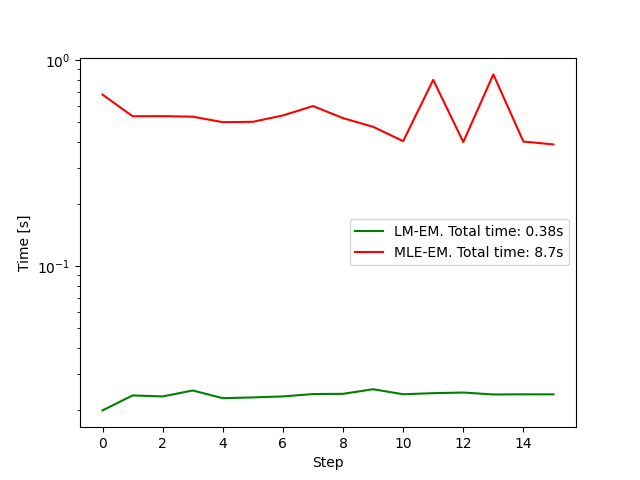 10⁰
10⁻¹
Time [s]
LM-EM. Total time: 0.38s
MLE-EM. Total time: 8.7s
0 2 4 6 8 10 12 14
Step